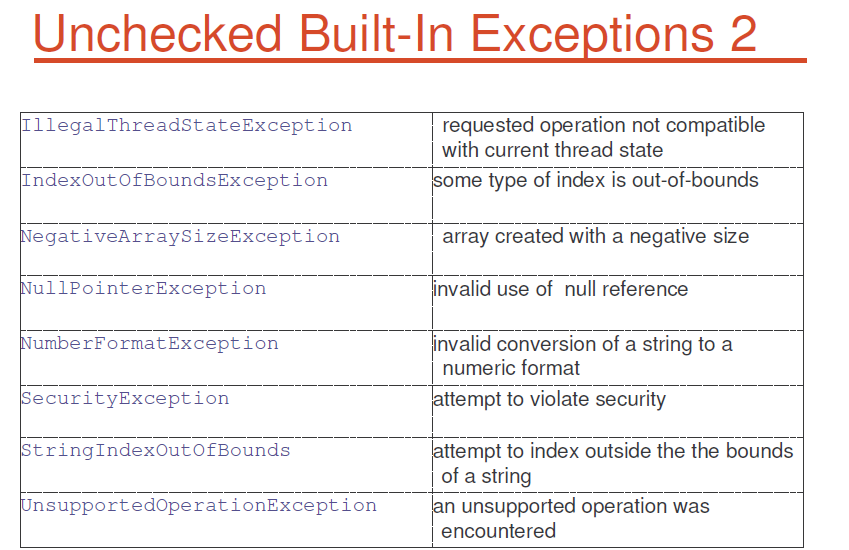 Unchecked Built-In Exceptions 2
IllegalThreadStateException requested operation not compatible
with current thread state
IndexOutOfBoundsException some type of index is out-of-bounds
NegativeArraySizeException array created with a negative size
NullPointerException invalid use of null reference
NumberFormatException invalid conversion of a string to a
numeric format
SecurityException attempt to violate security
StringIndexOutOfBounds attempt to index outside the the bounds
of a string
UnsupportedOperationException an unsupported operation was
encountered